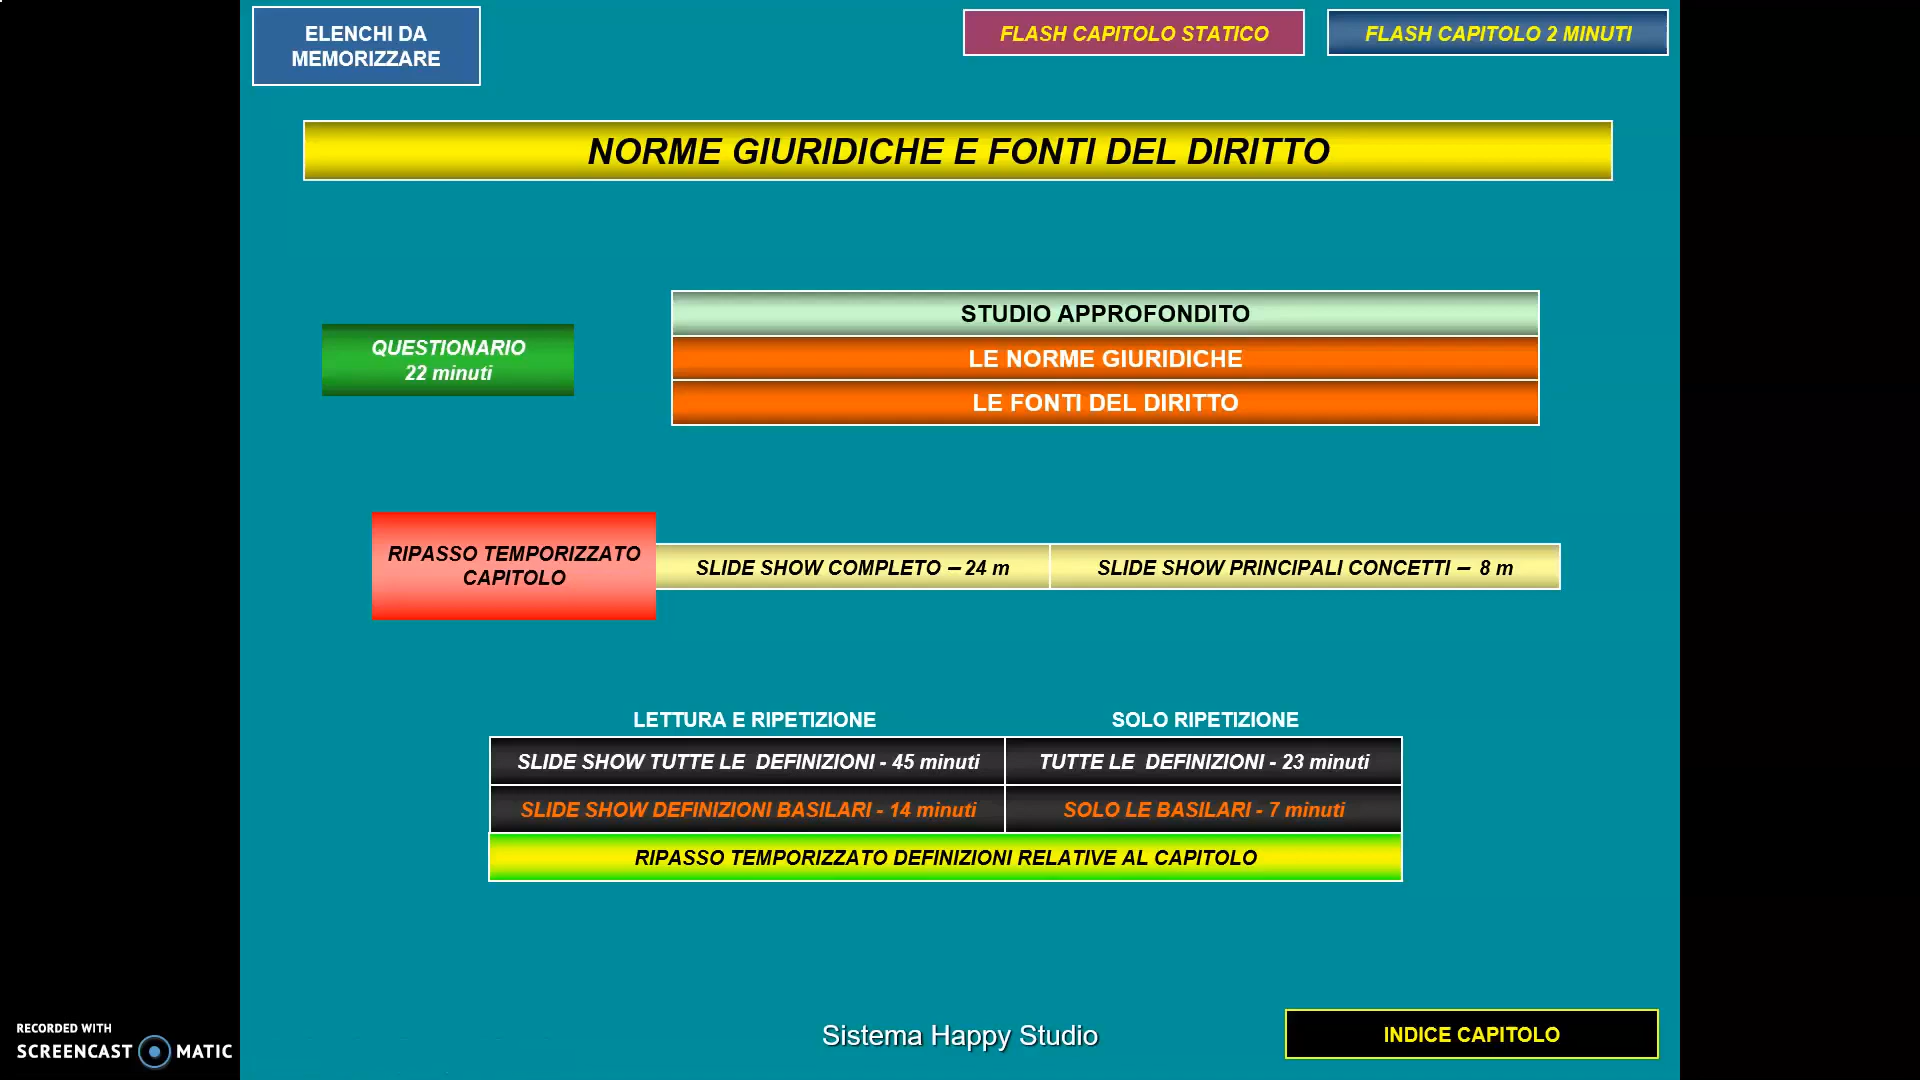 ELENCHI DA
MEMORIZZARE
FLASH CAPITOLO STATICO
FLASH CAPITOLO 2 MINUTI
NORME GIURIDICHE E FONTI DEL DIRITTO
STUDIO APPROFONDITO
QUESTIONARIO
22 minuti
LE NORME GIURIDICHE
LE FONTI DEL DIRITTO
RIPASSO TEMPORIZZATO
CAPITOLO
SLIDE SHOW COMPLETO – 24 m
SLIDE SHOW PRINCIPALI CONCETTI – 8 m
LETTURA E RIPETIZIONE
SOLO RIPETIZIONE
SLIDE SHOW TUTTE LE DEFINIZIONI - 45 minuti
TUTTE LE DEFINIZIONI - 23 minuti
SLIDE SHOW DEFINIZIONI BASILARI - 14 minuti
SOLO LE BASILARI - 7 minuti
RIPASSO TEMPORIZZATO DEFINIZIONI RELATIVE AL CAPITOLO
Sistema Happy Studio
INDICE CAPITOLO
RECORDED WITH
SCREENCAST MATIC